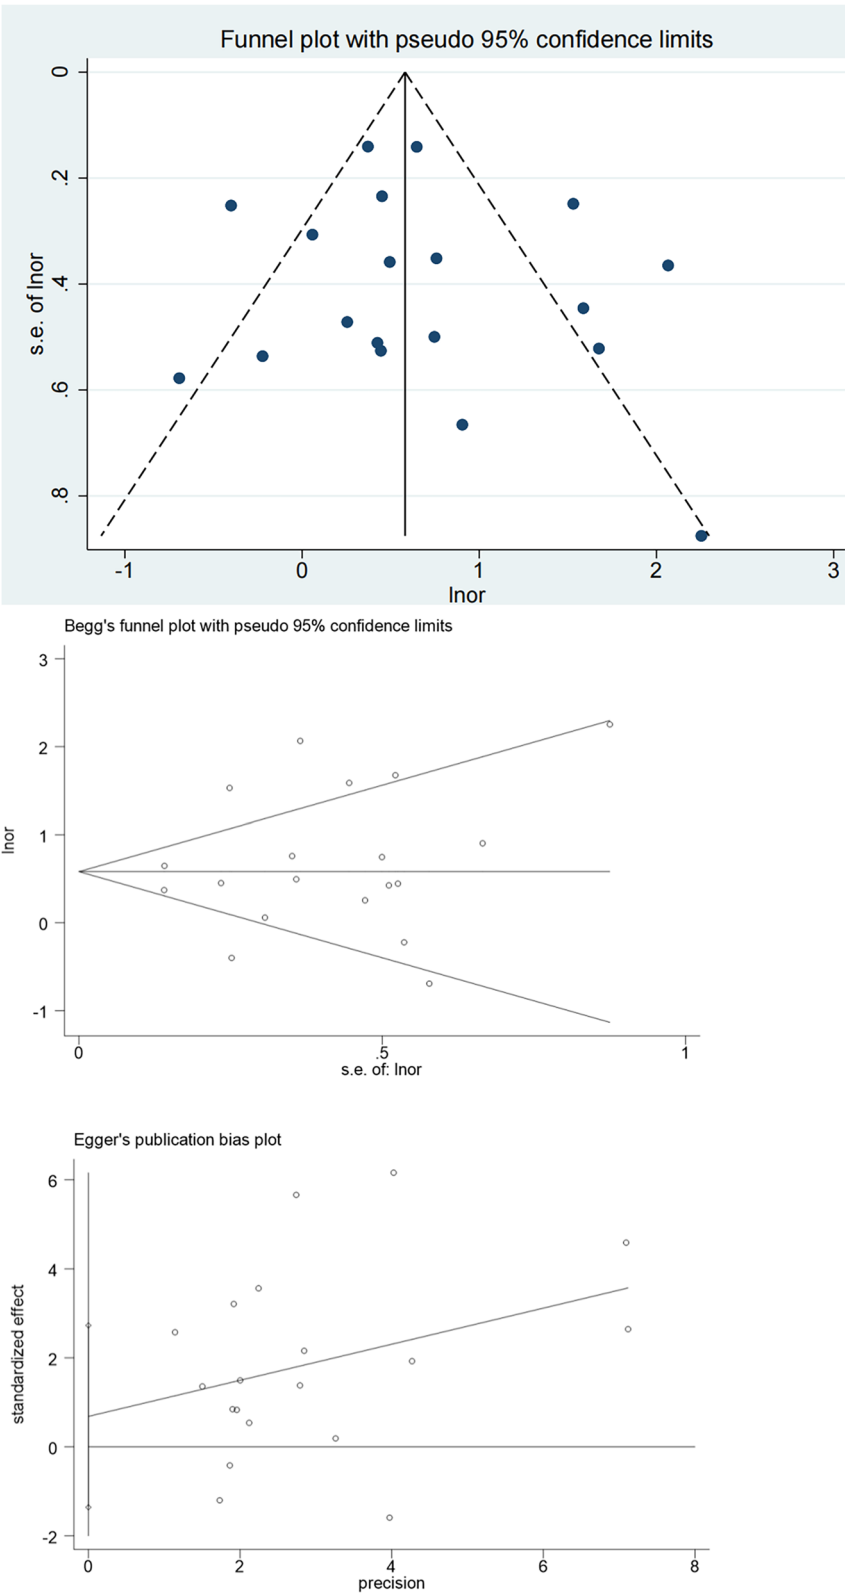 Funnel plot with pseudo 95% confidence limits
0
.2
.4
.6
.8
s.e. of lnor
-1 0 1 2 3
lnor
Begg's funnel plot with pseudo 95% confidence limits
3
2
1
0
-1
lnor
0 .5 1
s.e. of: lnor
Egger's publication bias plot
6
4
2
0
-2
standardized effect
0 2 4 6 8
precision